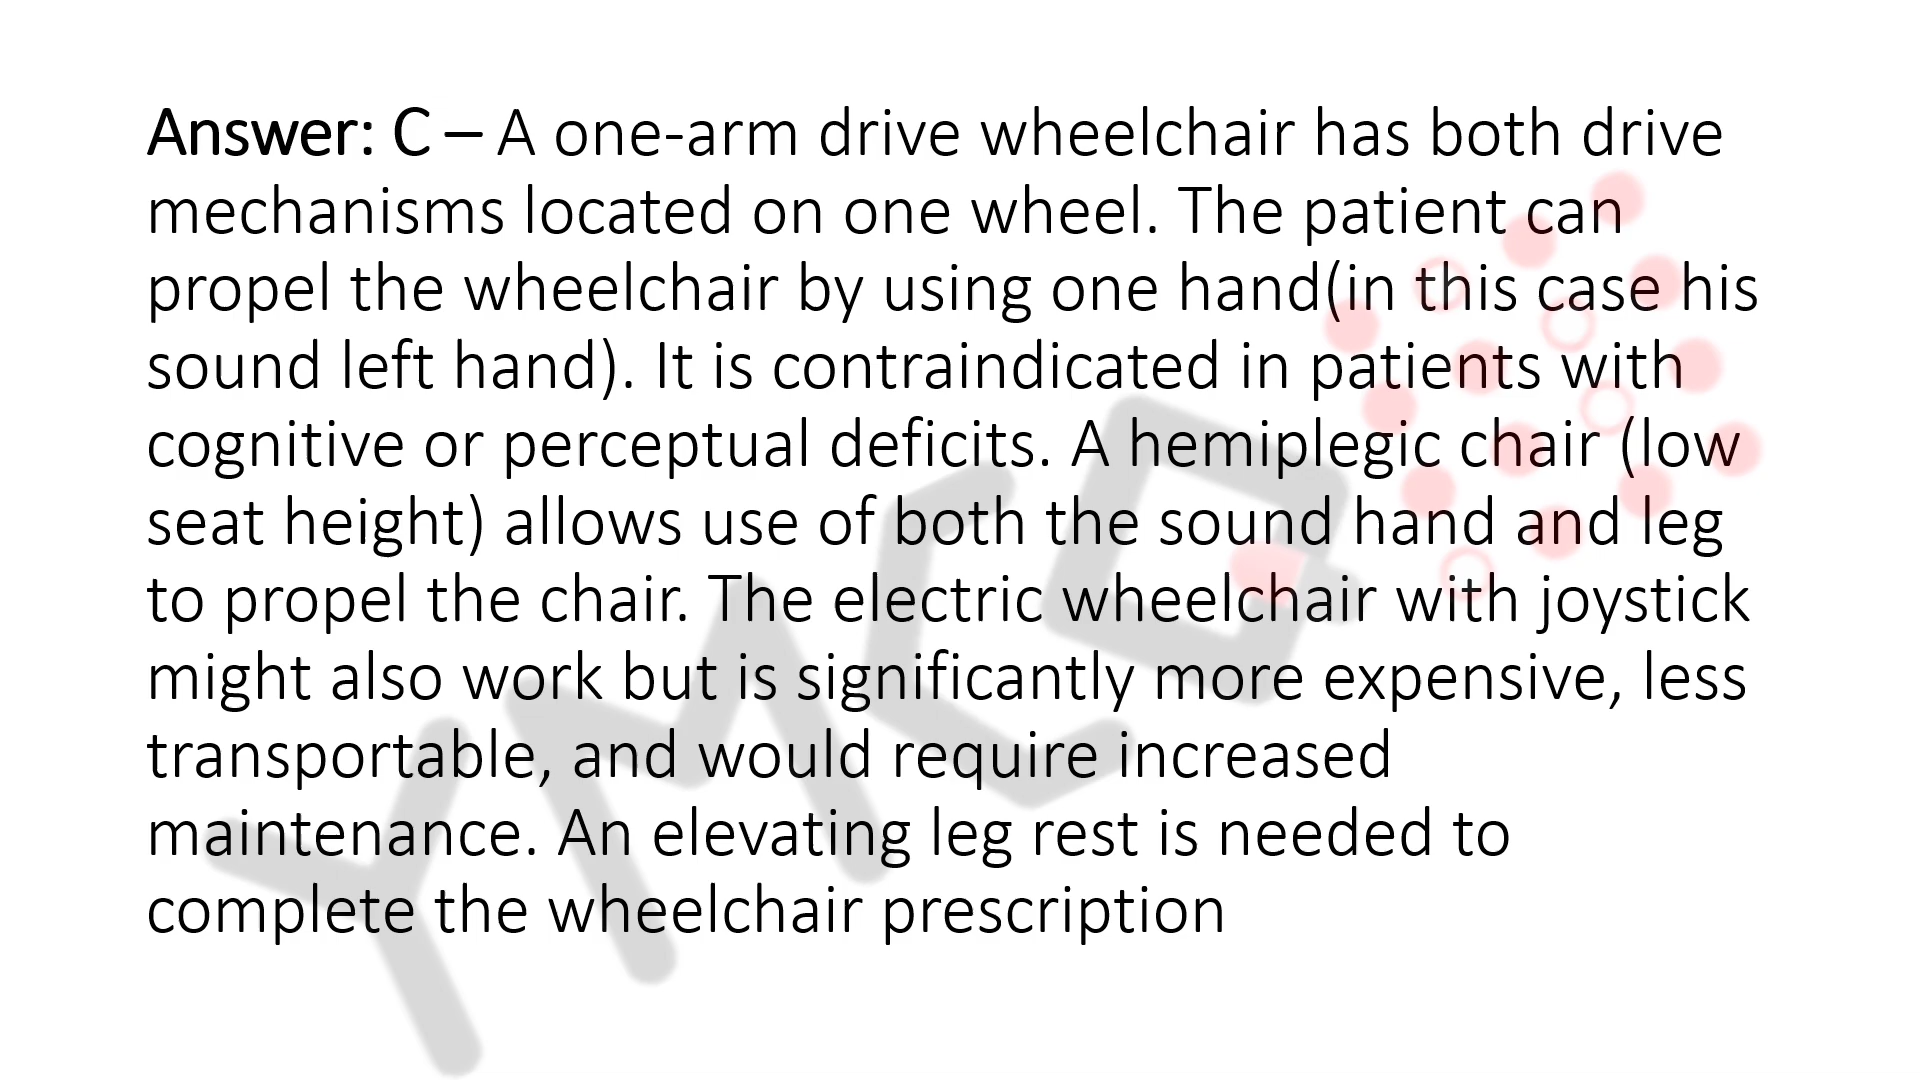 Answer: C – A one-arm drive wheelchair has both drive
mechanisms located on one wheel. The patient can
propel the wheelchair by using one hand(in this case his
sound left hand). It is contraindicated in patients with
cognitive or perceptual deficits. A hemiplegic chair (low
seat height) allows use of both the sound hand and leg
to propel the chair. The electric wheelchair with joystick
might also work but is significantly more expensive, less
transportable, and would require increased
maintenance. An elevating leg rest is needed to
complete the wheelchair prescription
YMCQ